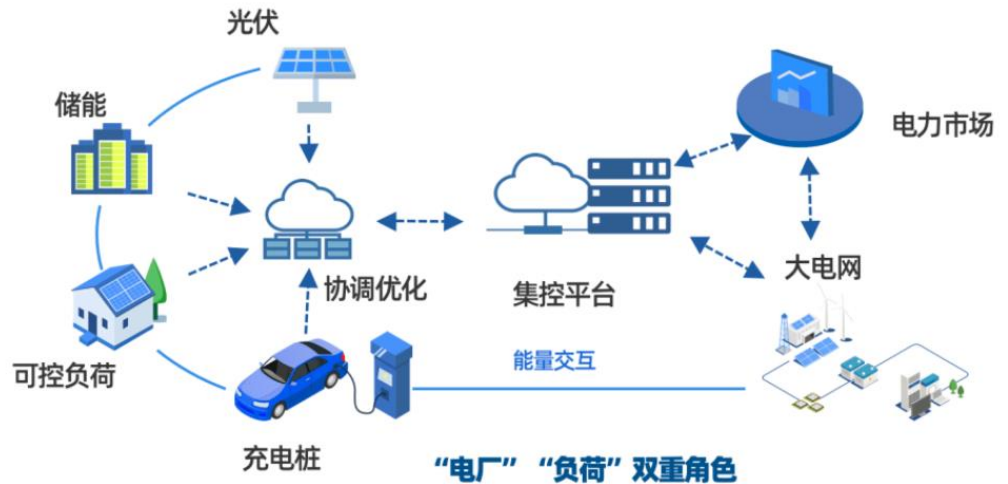 光伏
储能
电力市场
大电网
协调优化
集控平台
可控负荷
能量交互
充电桩
“电厂”“负荷”双重角色